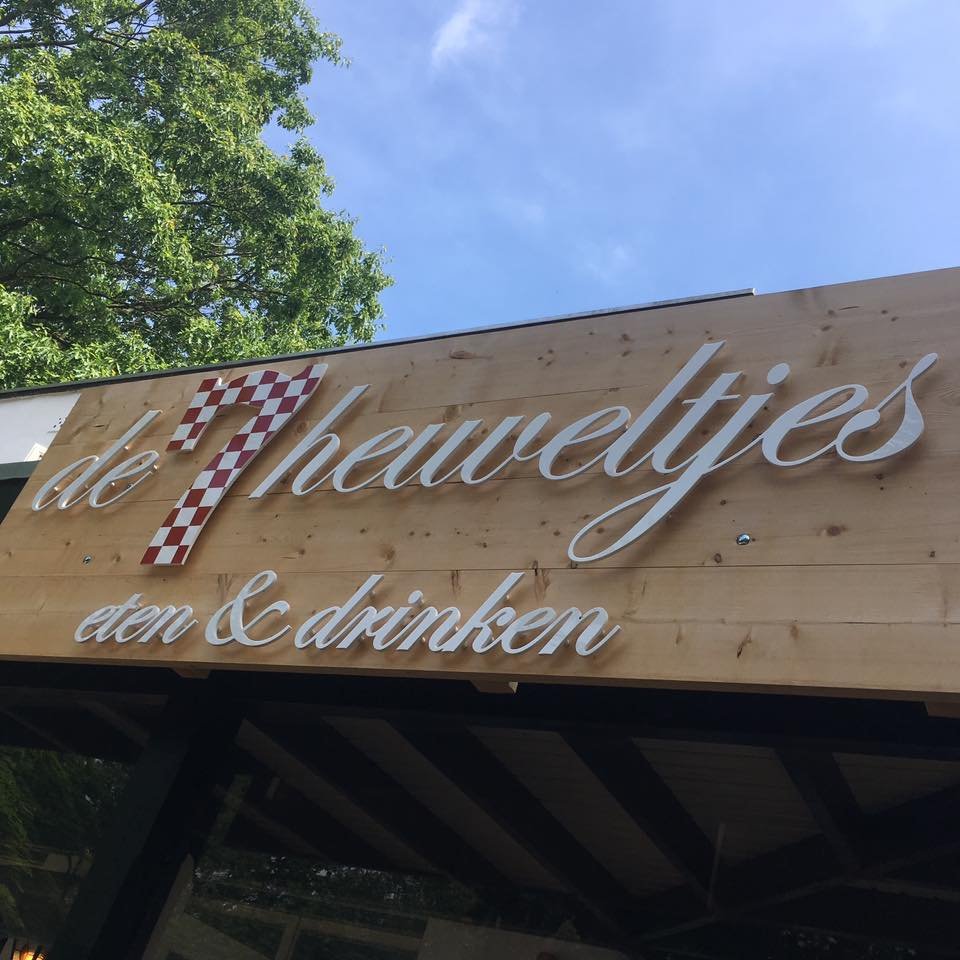 de 7 heuveltjes
eten & drinken